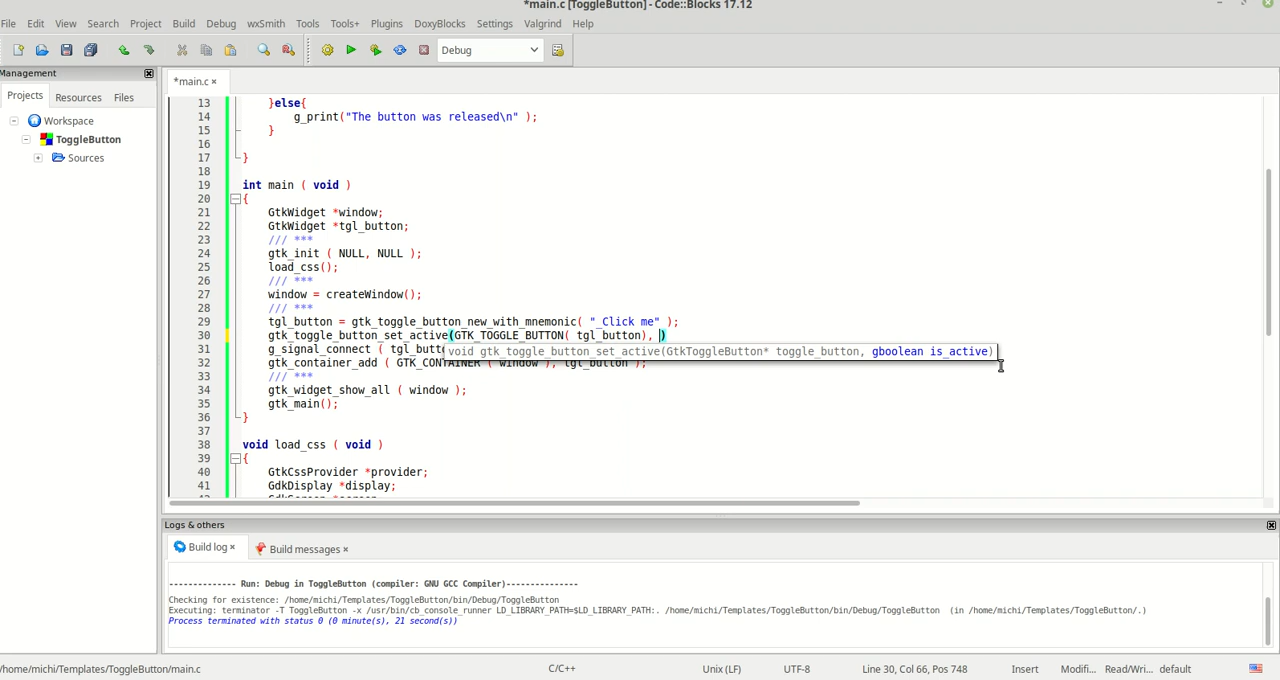 *main.c [ToggleButton] - Code::Blocks 17.12
File Edit View Search Project Build Debug wxSmith Tools Tools+ Plugins DoxyBlocks Settings Valgrind Help
Debug
Management
Projects Resources Files
Workspace
ToggleButton
Sources
*main.c
13 }else{
14 g_print("The button was released\n" );
15 }
16
17 }
18
19 int main ( void )
20 {
21 GtkWidget *window;
22 GtkWidget *tgl_button;
23 /// ***
24 gtk_init ( NULL, NULL );
25 load_css();
26 /// ***
27 window = createWindow();
28 /// ***
29 tgl_button = gtk_toggle_button_new_with_mnemonic( "_Click me" );
30 gtk_toggle_button_set_active(GTK_TOGGLE_BUTTON( tgl_button), )
31 g_signal_connect ( tgl_butt
void gtk_toggle_button_set_active(GtkToggleButton* toggle_button, gboolean is_active)
32 gtk_container_add ( GTK_CONTAINER ( window ), tgl_button );
33 /// ***
34 gtk_widget_show_all ( window );
35 gtk_main();
36 }
37
38 void load_css ( void )
39 {
40 GtkCssProvider *provider;
41 GdkDisplay *display;
Logs & others
Build log Build messages
-------------- Run: Debug in ToggleButton (compiler: GNU GCC Compiler)---------------
Checking for existence: /home/michi/Templates/ToggleButton/bin/Debug/ToggleButton
Executing: terminator -T ToggleButton -x /usr/bin/cb_console_runner LD_LIBRARY_PATH=$LD_LIBRARY_PATH:. /home/michi/Templates/ToggleButton/bin/Debug/ToggleButton (in /home/michi/Templates/ToggleButton/.)
Process terminated with status 0 (0 minute(s), 21 second(s))
/home/michi/Templates/ToggleButton/main.c C/C++ Unix (LF) UTF-8 Line 30, Col 66, Pos 748 Insert Modifi... Read/Wri... default